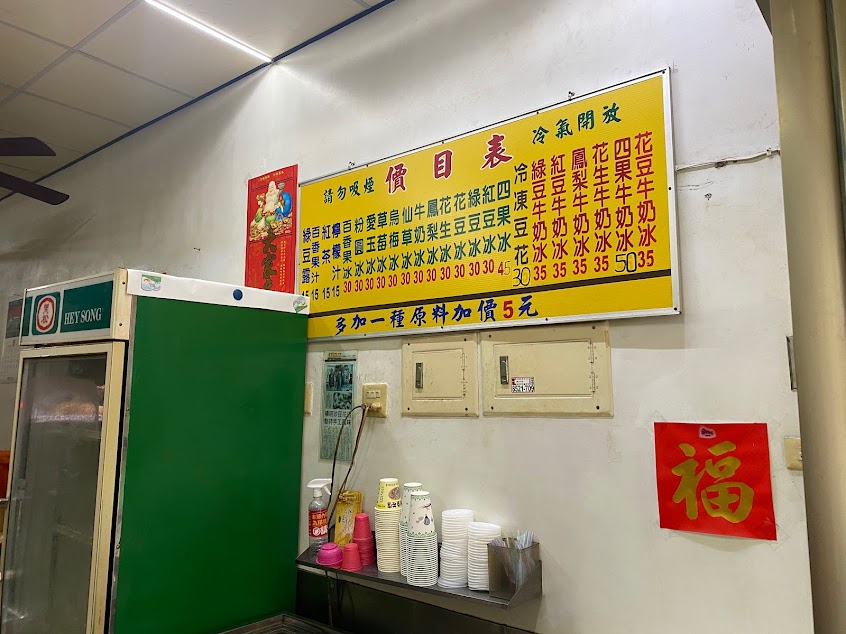 請勿吸煙 價目表 冷氣開放
花豆牛奶冰 35
四果牛奶冰 50
花生牛奶冰 35
鳳梨牛奶冰 35
紅豆牛奶冰 35
綠豆牛奶冰 35
冷凍豆花 30
四果冰 45
紅豆冰 30
綠豆冰 30
花豆冰 30
花生冰 30
鳳梨冰 30
牛奶冰 30
仙草冰 30
烏梅冰 30
草莓冰 30
愛玉冰 30
粉圓冰 30
百香果冰 30
檸檬汁 15
紅茶 15
百香果汁 15
綠豆露 15
多加一種原料加價5元
黑松
HEY SONG
福